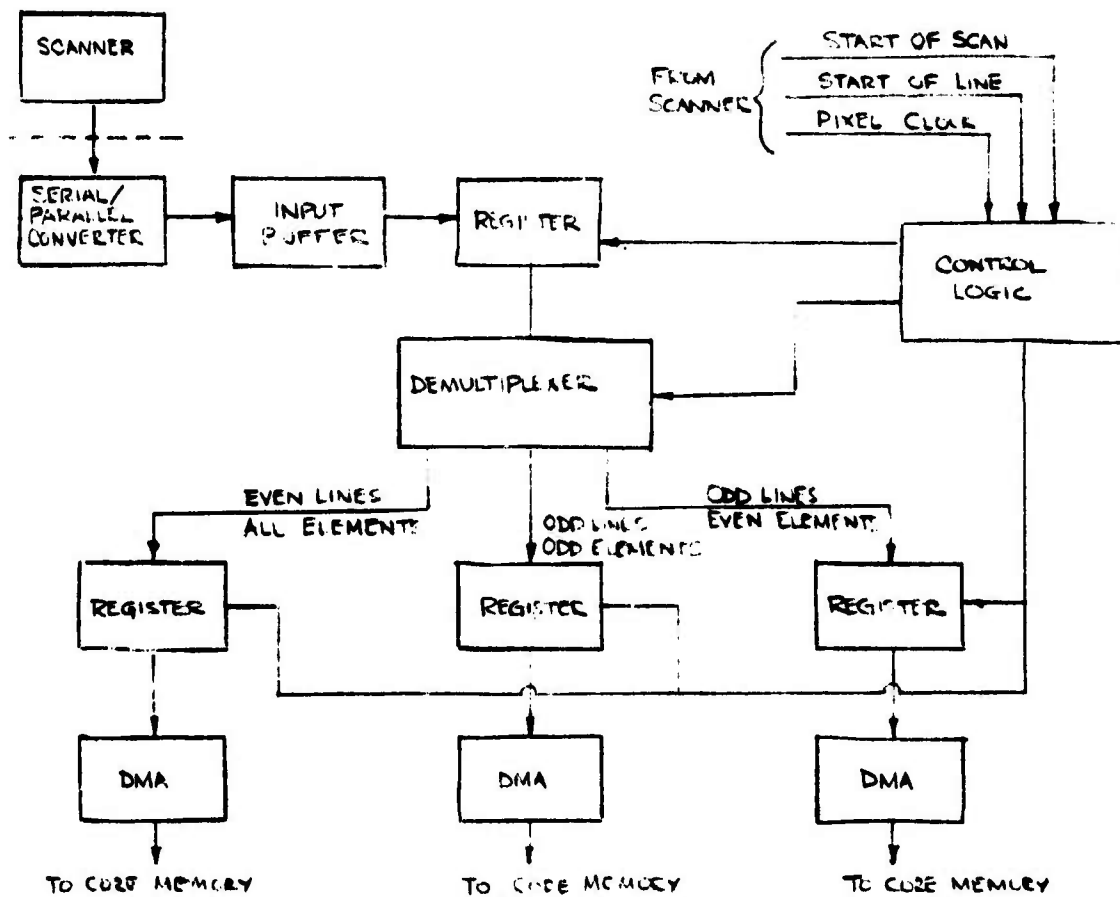 SCANNER
START OF SCAN
FROM
SCANNER
START OF LINE
PIXEL CLOCK
SERIAL/
PARALLEL
CONVERTER
INPUT
BUFFER
REGISTER
CONTROL
LOGIC
DEMULTIPLEXER
EVEN LINES
ALL ELEMENTS
ODD LINES
ODD ELEMENTS
ODD LINES
EVEN ELEMENTS
REGISTER
REGISTER
REGISTER
DMA
DMA
DMA
TO CORE MEMORY
TO CORE MEMORY
TO CORE MEMORY